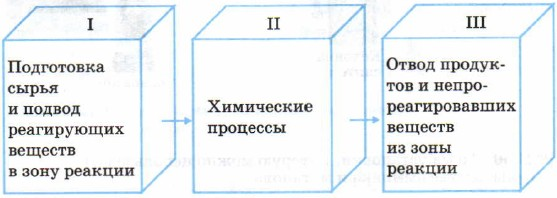 I
Подготовка
сырья
и подвод
реагирующих
веществ
в зону реакции
II
Химические
процессы
III
Отвод продук-
тов и непро-
реагировавших
веществ
из зоны
реакции